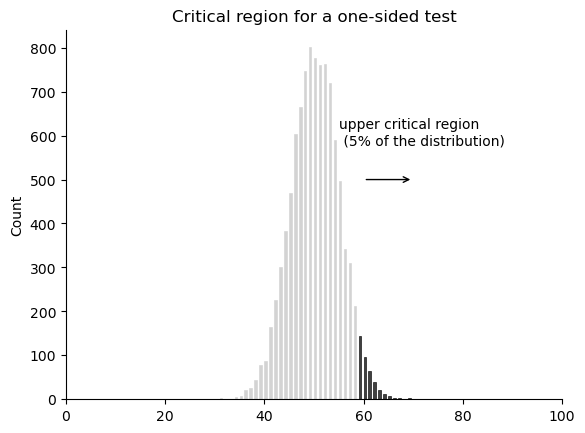 Critical region for a one-sided test
800
700
600
500
400
300
200
100
0
Count
upper critical region
(5% of the distribution)
0 20 40 60 80 100